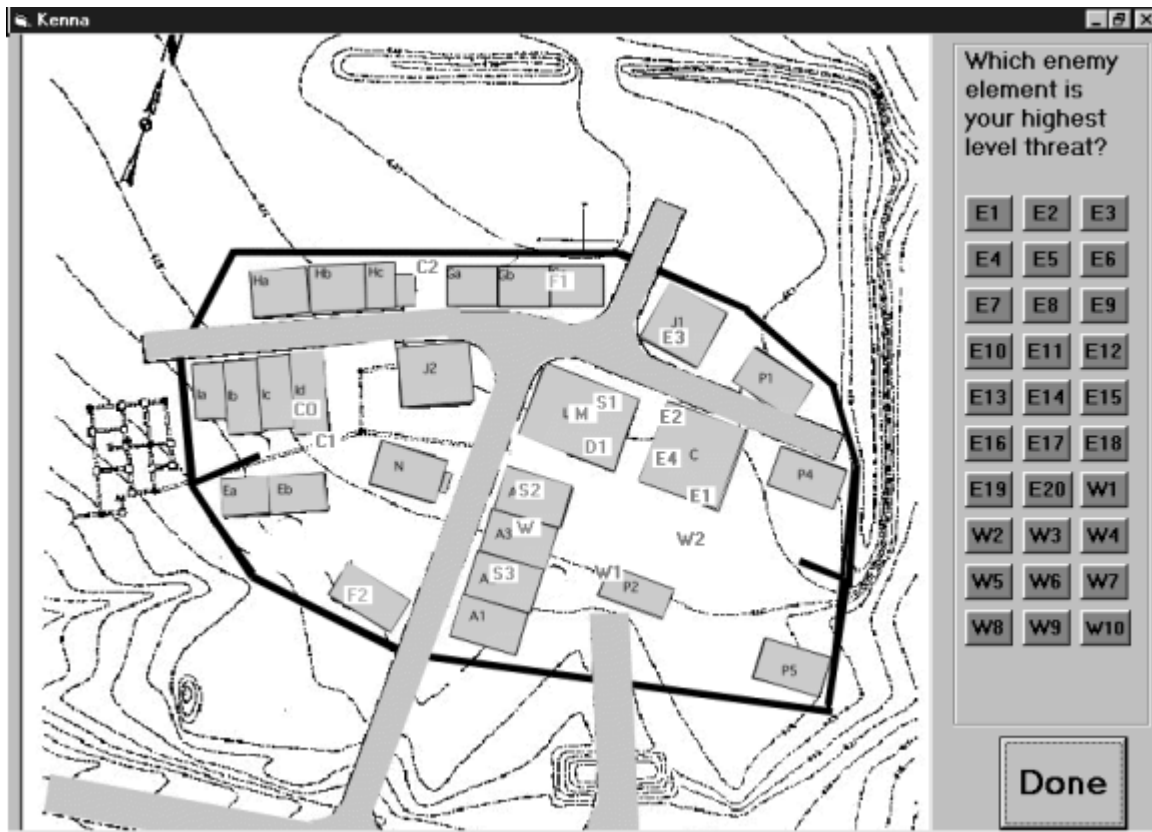 Kenna
Which enemy
element is
your highest
level threat?
E1 E2 E3
E4 E5 E6
E7 E8 E9
E10 E11 E12
E13 E14 E15
E16 E17 E18
E19 E20 W1
W2 W3 W4
W5 W6 W7
W8 W9 W10
Done
Ha Hb Hc C2 Ga Gb F1
J1
E3
J2 P1
Ia Ib Ic Id
C0
S1
M
E2
C1 D1
E4 C
N P4
Ea Eb
S2 E1
W
A3 W2
S3 W1
P2
F2
A1
P5